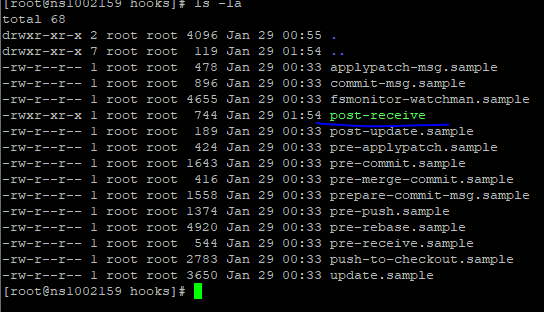 [root@ns1002159 hooks]# ls -la
total 68
drwxr-xr-x 2 root root 4096 Jan 29 00:55 .
drwxr-xr-x 7 root root  119 Jan 29 01:54 ..
-rw-r--r-- 1 root root  478 Jan 29 00:33 applypatch-msg.sample
-rw-r--r-- 1 root root  896 Jan 29 00:33 commit-msg.sample
-rw-r--r-- 1 root root 4655 Jan 29 00:33 fsmonitor-watchman.sample
-rwxr-xr-x 1 root root  744 Jan 29 01:54 post-receive
-rw-r--r-- 1 root root  189 Jan 29 00:33 post-update.sample
-rw-r--r-- 1 root root  424 Jan 29 00:33 pre-applypatch.sample
-rw-r--r-- 1 root root 1643 Jan 29 00:33 pre-commit.sample
-rw-r--r-- 1 root root  416 Jan 29 00:33 pre-merge-commit.sample
-rw-r--r-- 1 root root 1558 Jan 29 00:33 prepare-commit-msg.sample
-rw-r--r-- 1 root root 1374 Jan 29 00:33 pre-push.sample
-rw-r--r-- 1 root root 4920 Jan 29 00:33 pre-rebase.sample
-rw-r--r-- 1 root root  544 Jan 29 00:33 pre-receive.sample
-rw-r--r-- 1 root root 2783 Jan 29 00:33 push-to-checkout.sample
-rw-r--r-- 1 root root 3650 Jan 29 00:33 update.sample
[root@ns1002159 hooks]#